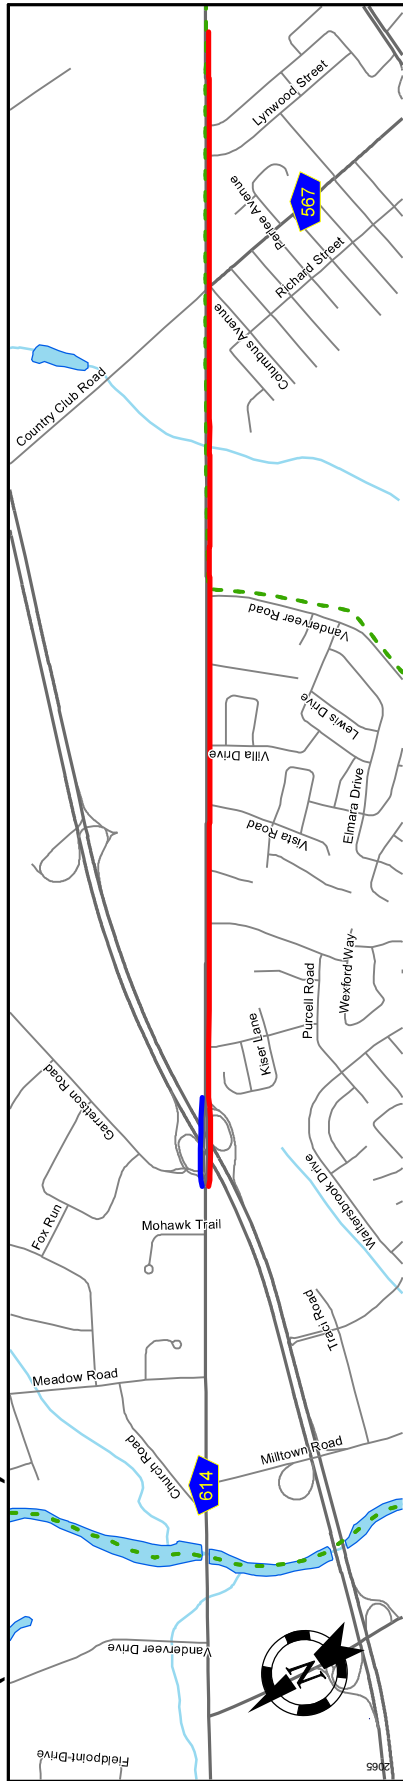 Lynwood Street
Perlee Avenue
567
Richard Street
Columbus Avenue
Country Club Road
Vanderveer Road
Lewis Drive
Villa Drive
Elmara Drive
Vista Road
Wexford Way
Purcell Road
Kiser Lane
Garretson Road
Waltersbrook Drive
Fox Run
Mohawk Trail
Traci Road
Meadow Road
Church Road
Milltown Road
614
Vanderveer Drive
N
Fieldpoint Drive
2065